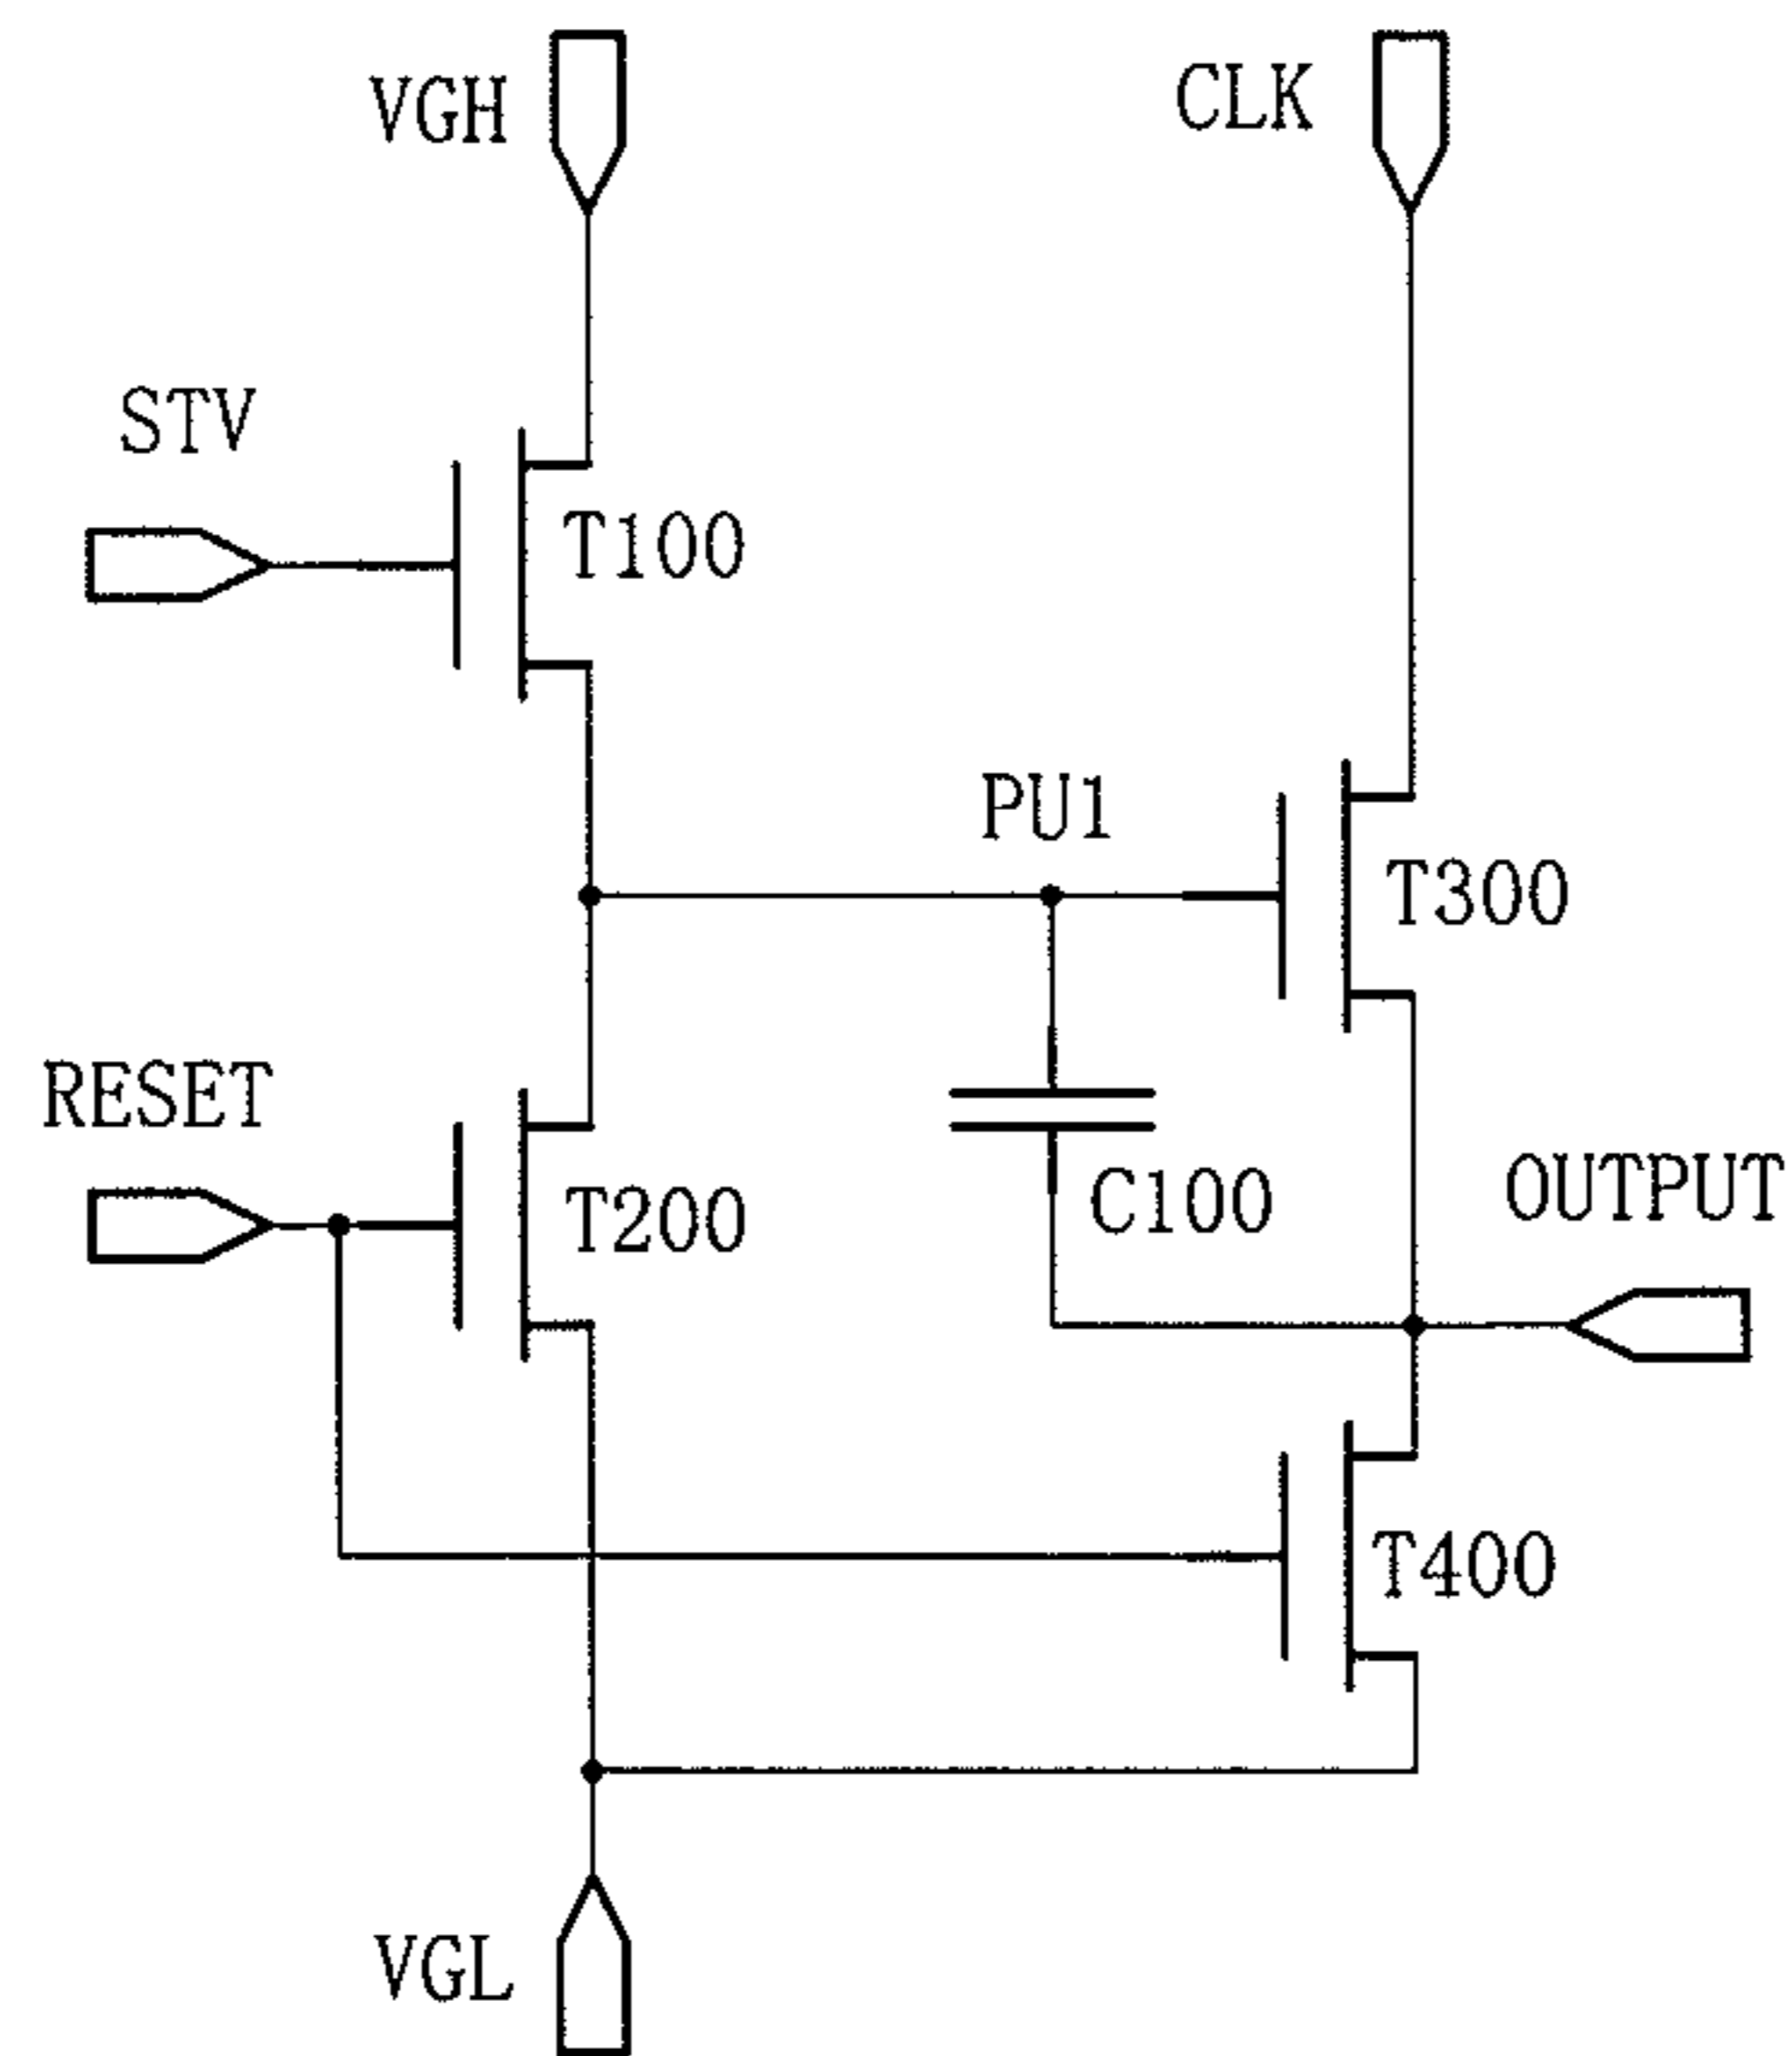 VGH
CLK
STV
T100
PU1
T300
RESET
T200
C100
OUTPUT
T400
VGL